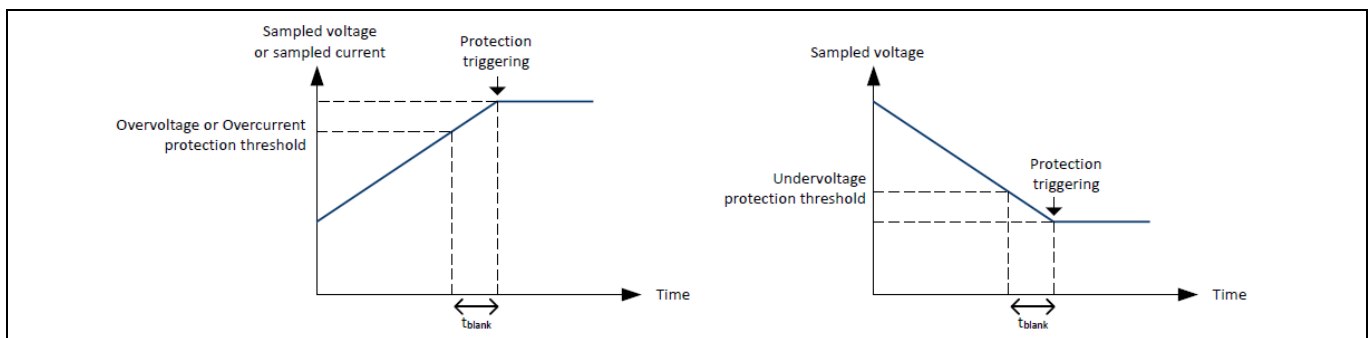 Sampled voltage
or sampled current
Protection
triggering
Overvoltage or Overcurrent
protection threshold
Time
tblank
Sampled voltage
Protection
triggering
Undervoltage
protection threshold
Time
tblank